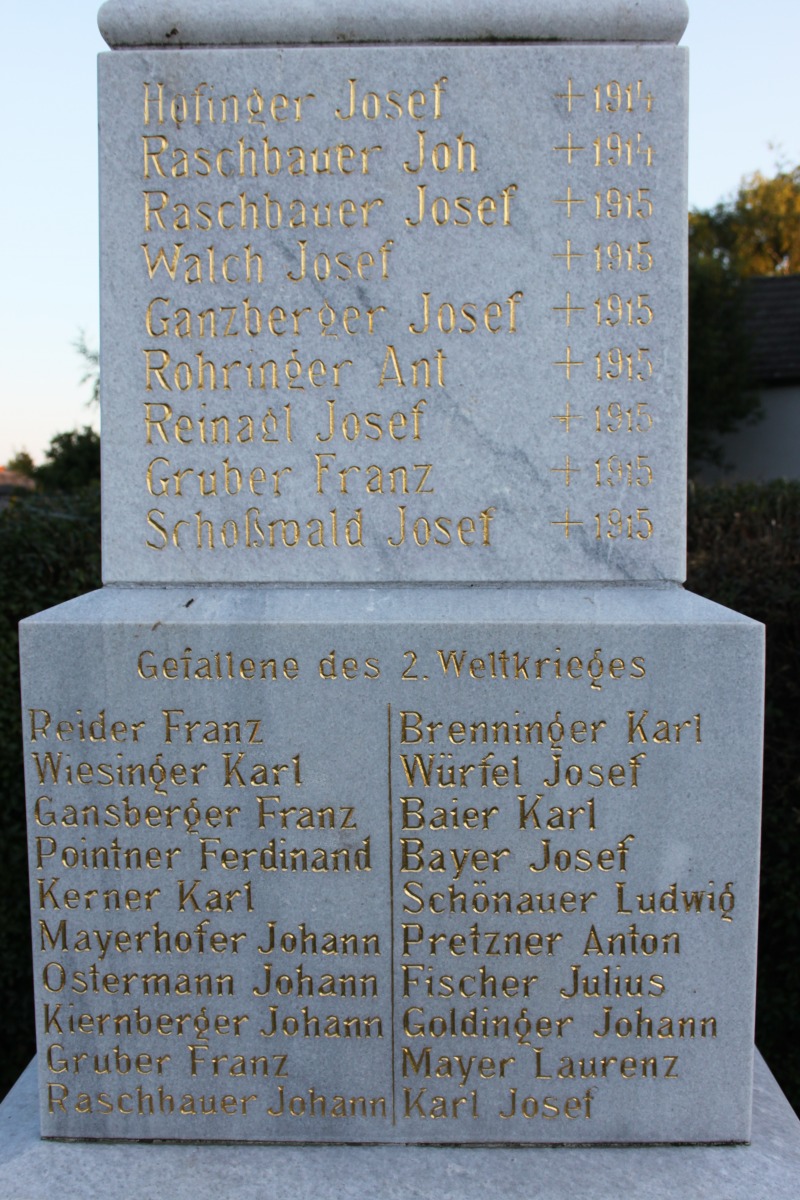 Hofinger Josef + 1914
Raschbauer Joh + 1914
Raschbauer Josef + 1915
Walch Josef + 1915
Ganzberger Josef + 1915
Rohringer Ant + 1915
Reinagl Josef + 1915
Gruber Franz + 1915
Schoßwald Josef + 1915
Gefallene des 2. Weltkrieges
Reider Franz
Wiesinger Karl
Gansberger Franz
Pointner Ferdinand
Kerner Karl
Mayerhofer Johann
Ostermann Johann
Kiernberger Johann
Gruber Franz
Raschbauer Johann
Brenninger Karl
Würfel Josef
Baier Karl
Bayer Josef
Schönauer Ludwig
Pretzner Anton
Fischer Julius
Goldinger Johann
Mayer Laurenz
Karl Josef